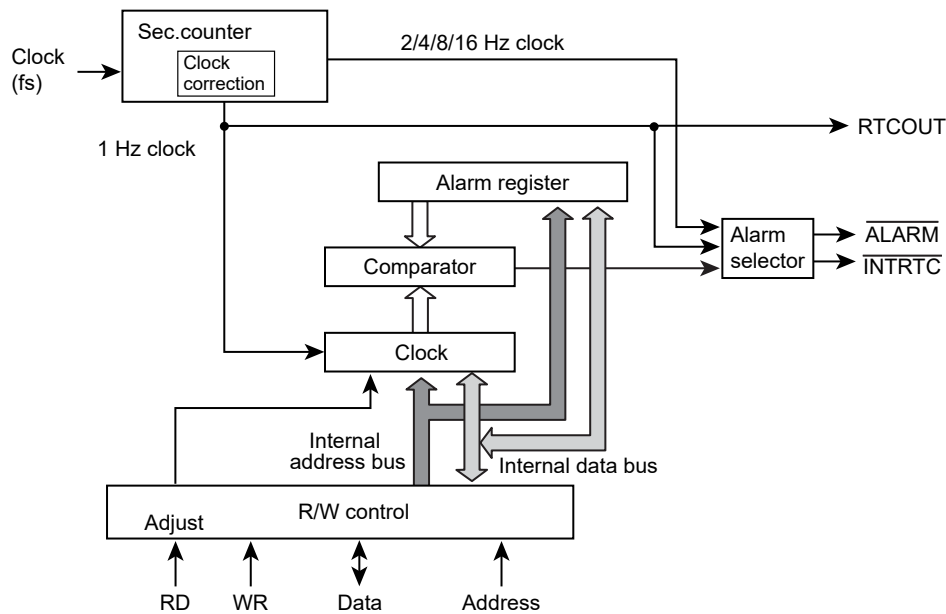 Sec.counter
2/4/8/16 Hz clock
Clock
(fs)
Clock
correction
RTCOUT
1 Hz clock
Alarm register
Alarm
selector
ALARM
INTRTC
Comparator
Clock
Internal
address bus
Internal data bus
R/W control
Adjust
RD
WR
Data
Address